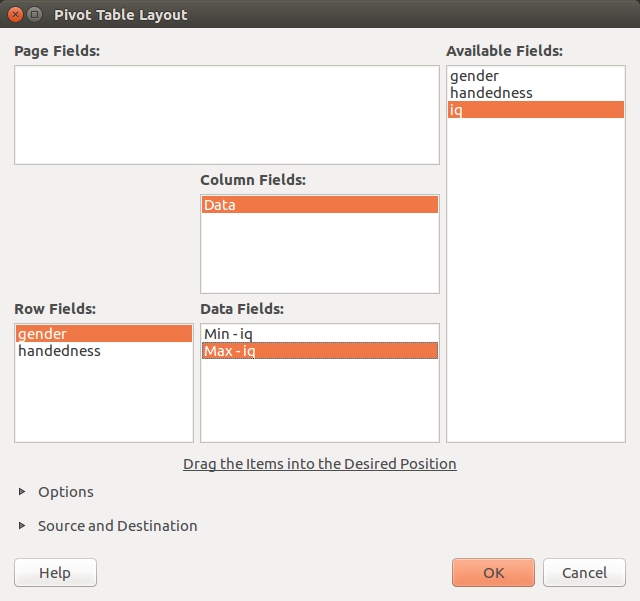 Pivot Table Layout
Page Fields:
Available Fields:
gender
handedness
iq
Column Fields:
Data
Row Fields:
gender
handedness
Data Fields:
Min - iq
Max - iq
Drag the Items into the Desired Position
Options
Source and Destination
Help
OK
Cancel